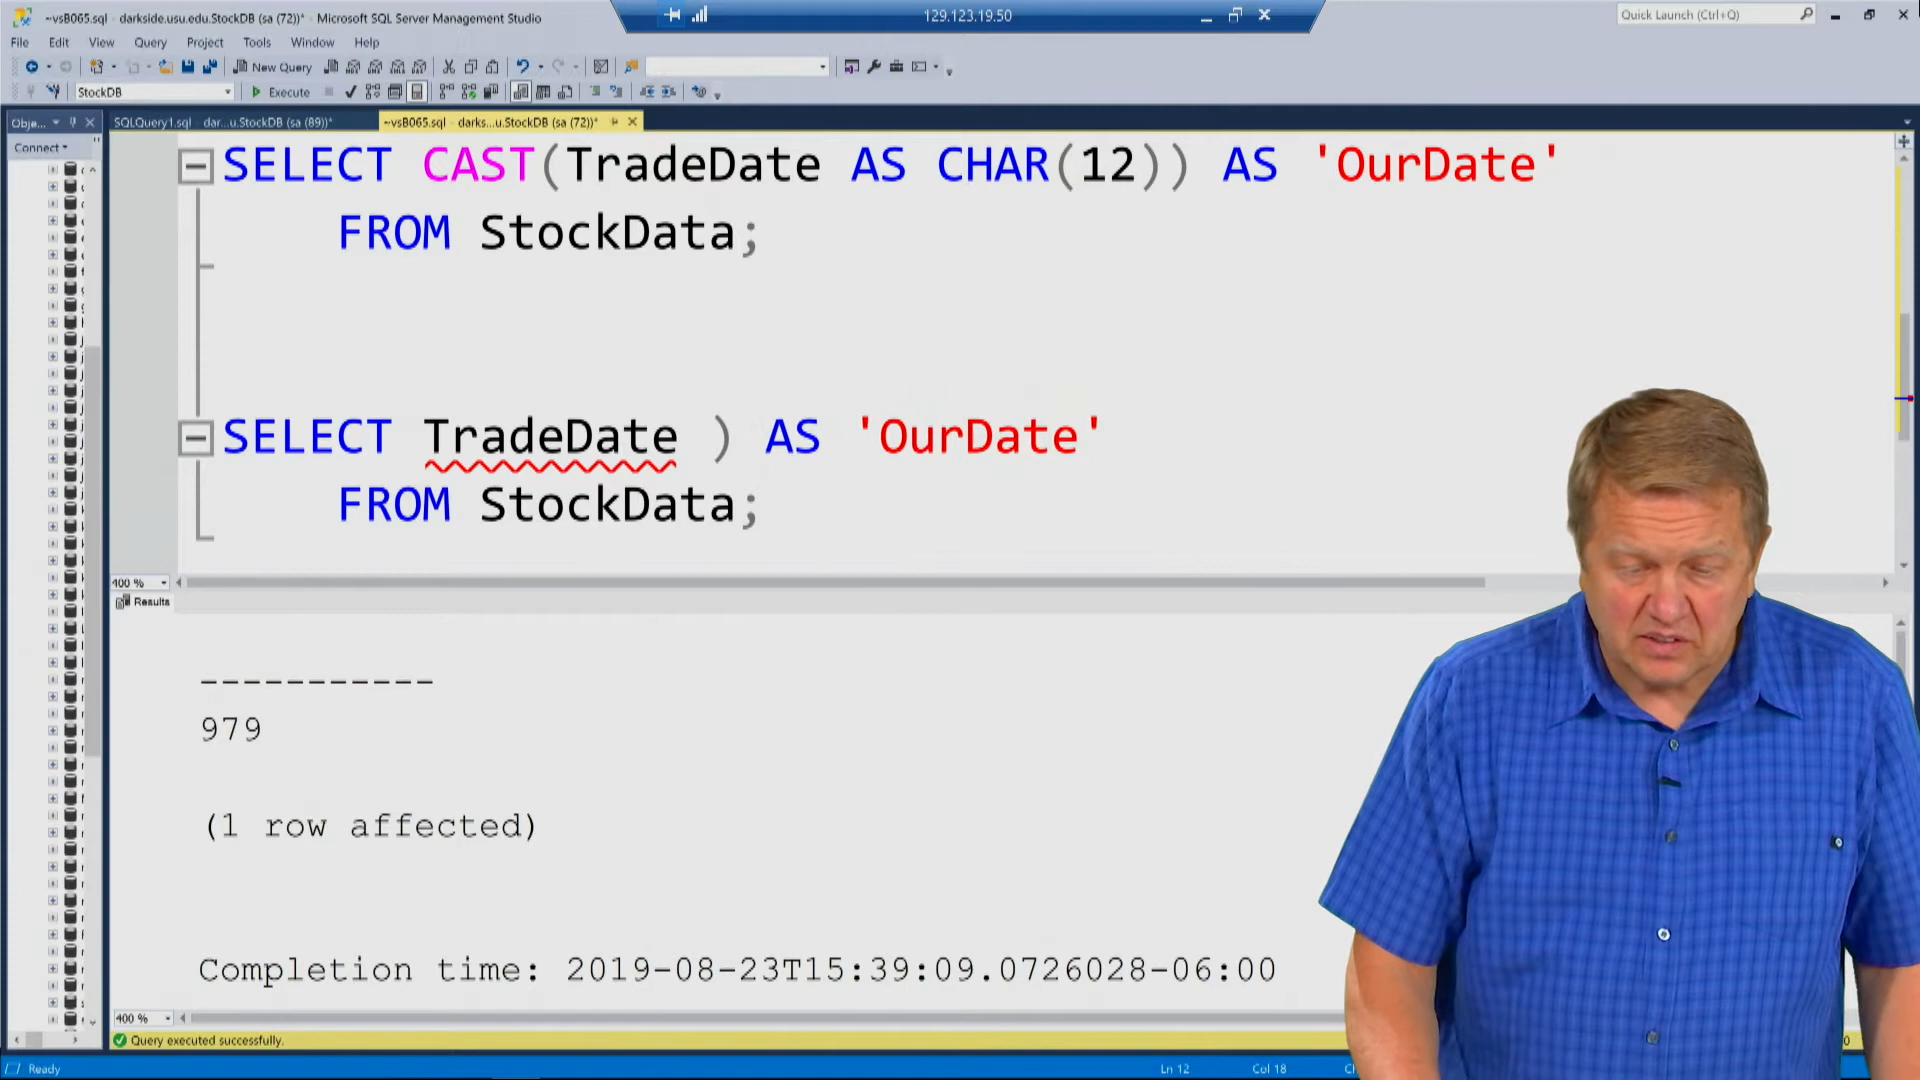 ~vsB065.sql - darkside.usu.edu.StockDB (sa (72))* - Microsoft SQL Server Management Studio
129.123.19.50
Quick Launch (Ctrl+Q)
File Edit View Query Project Tools Window Help
New Query
StockDB
Execute
Obje...
SQLQuery1.sql - dar...u.StockDB (sa (89))*
~vsB065.sql - darks...u.StockDB (sa (72))*
Connect
SELECT CAST(TradeDate AS CHAR(12)) AS 'OurDate'
FROM StockData;
SELECT TradeDate ) AS 'OurDate'
FROM StockData;
400 %
Results
-----------
979
(1 row affected)
Completion time: 2019-08-23T15:39:09.0726028-06:00
400 %
Query executed successfully.
Ready
Ln 12
Col 18